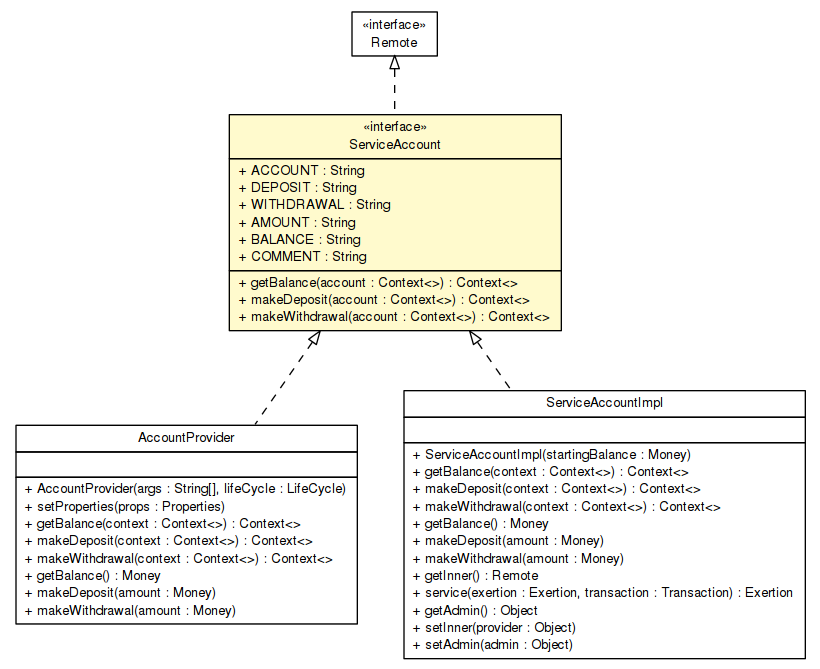 «interface»
Remote
«interface»
ServiceAccount
+ ACCOUNT : String
+ DEPOSIT : String
+ WITHDRAWAL : String
+ AMOUNT : String
+ BALANCE : String
+ COMMENT : String
+ getBalance(account : Context<>) : Context<>
+ makeDeposit(account : Context<>) : Context<>
+ makeWithdrawal(account : Context<>) : Context<>
AccountProvider
+ AccountProvider(args : String[], lifeCycle : LifeCycle)
+ setProperties(props : Properties)
+ getBalance(context : Context<>) : Context<>
+ makeDeposit(context : Context<>) : Context<>
+ makeWithdrawal(context : Context<>) : Context<>
+ getBalance() : Money
+ makeDeposit(amount : Money)
+ makeWithdrawal(amount : Money)
ServiceAccountImpl
+ ServiceAccountImpl(startingBalance : Money)
+ getBalance(context : Context<>) : Context<>
+ makeDeposit(context : Context<>) : Context<>
+ makeWithdrawal(context : Context<>) : Context<>
+ getBalance() : Money
+ makeDeposit(amount : Money)
+ makeWithdrawal(amount : Money)
+ getInner() : Remote
+ service(exertion : Exertion, transaction : Transaction) : Exertion
+ getAdmin() : Object
+ setInner(provider : Object)
+ setAdmin(admin : Object)